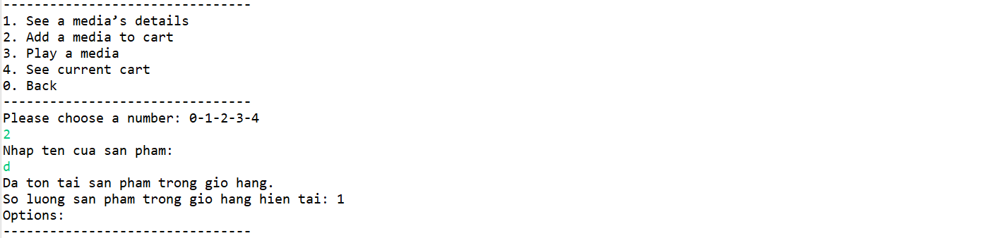 --------------------------------
1. See a media’s details
2. Add a media to cart
3. Play a media
4. See current cart
0. Back
--------------------------------
Please choose a number: 0-1-2-3-4
2
Nhap ten cua san pham:
d
Da ton tai san pham trong gio hang.
So luong san pham trong gio hang hien tai: 1
Options:
--------------------------------